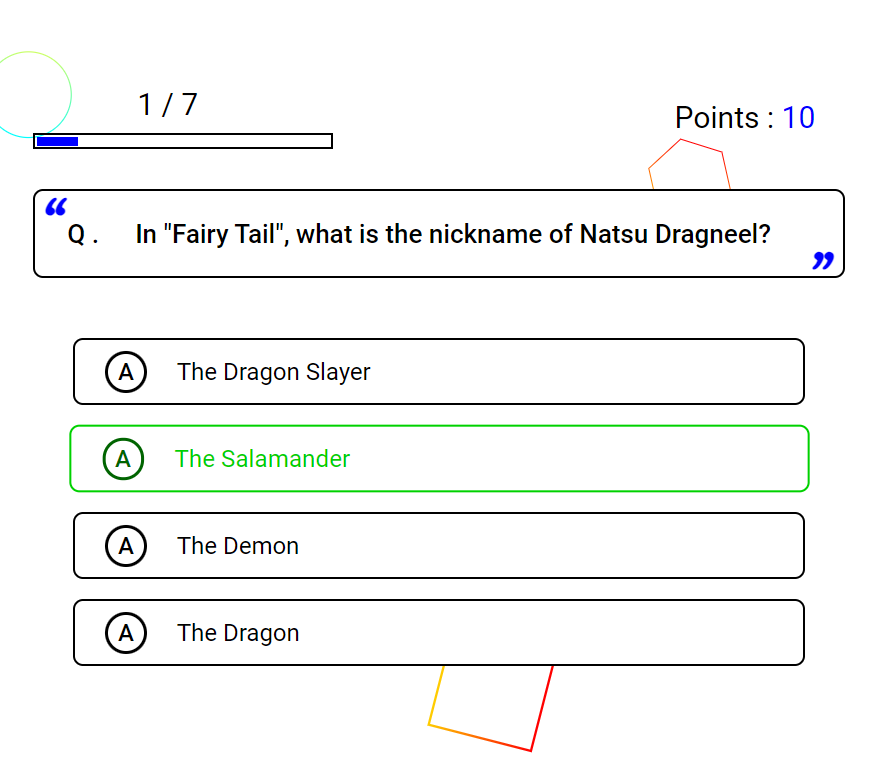 1 / 7
Points : 10
“
Q . In "Fairy Tail", what is the nickname of Natsu Dragneel?
”
A The Dragon Slayer
A The Salamander
A The Demon
A The Dragon